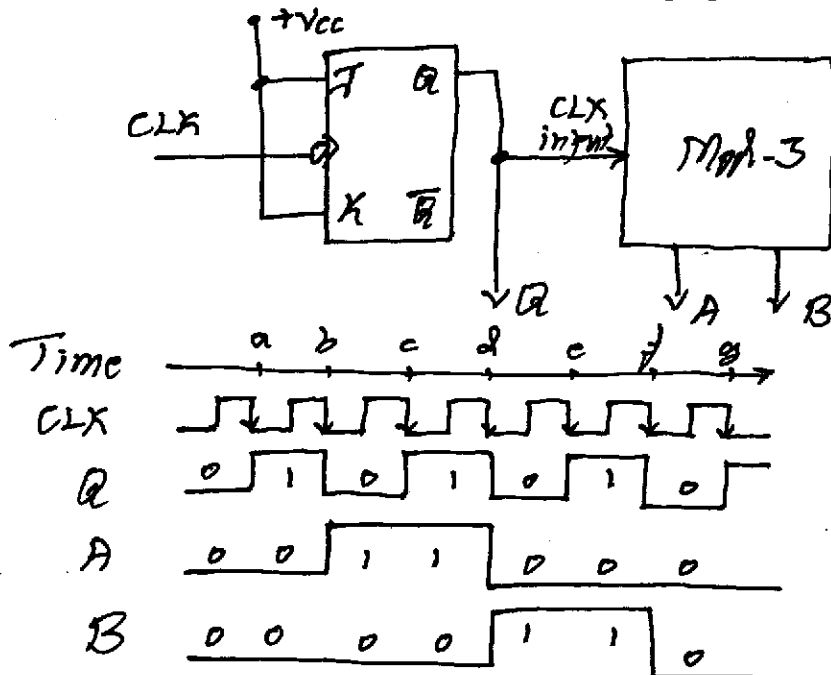 +Vcc
J Q
CLK
CLK
input
Mod-3
K Q̅
Q A B
Time a b c d e f g
CLK
Q 0 1 0 1 0 1 0
A 0 0 1 1 0 0 0
B 0 0 0 0 1 1 0